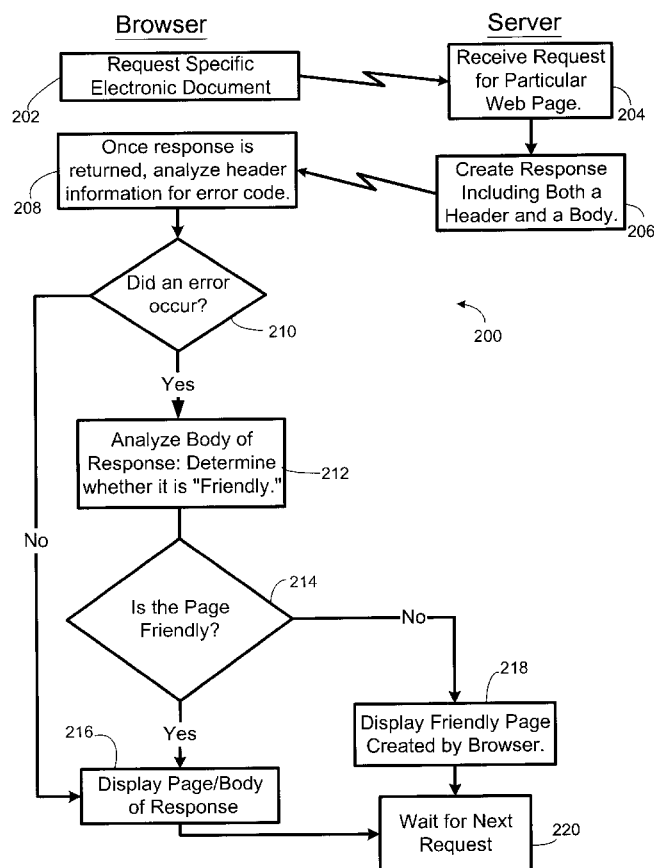 Browser
Server
Request Specific
Electronic Document
202
Receive Request
for Particular
Web Page.
204
Once response is
returned, analyze header
information for error code.
208
Create Response
Including Both a
Header and a Body.
206
Did an error
occur?
210
200
Yes
Analyze Body of
Response: Determine
whether it is "Friendly."
212
No
214
Is the Page
Friendly?
No
218
Display Friendly Page
Created by Browser.
Yes
216
Display Page/Body
of Response
Wait for Next
Request
220